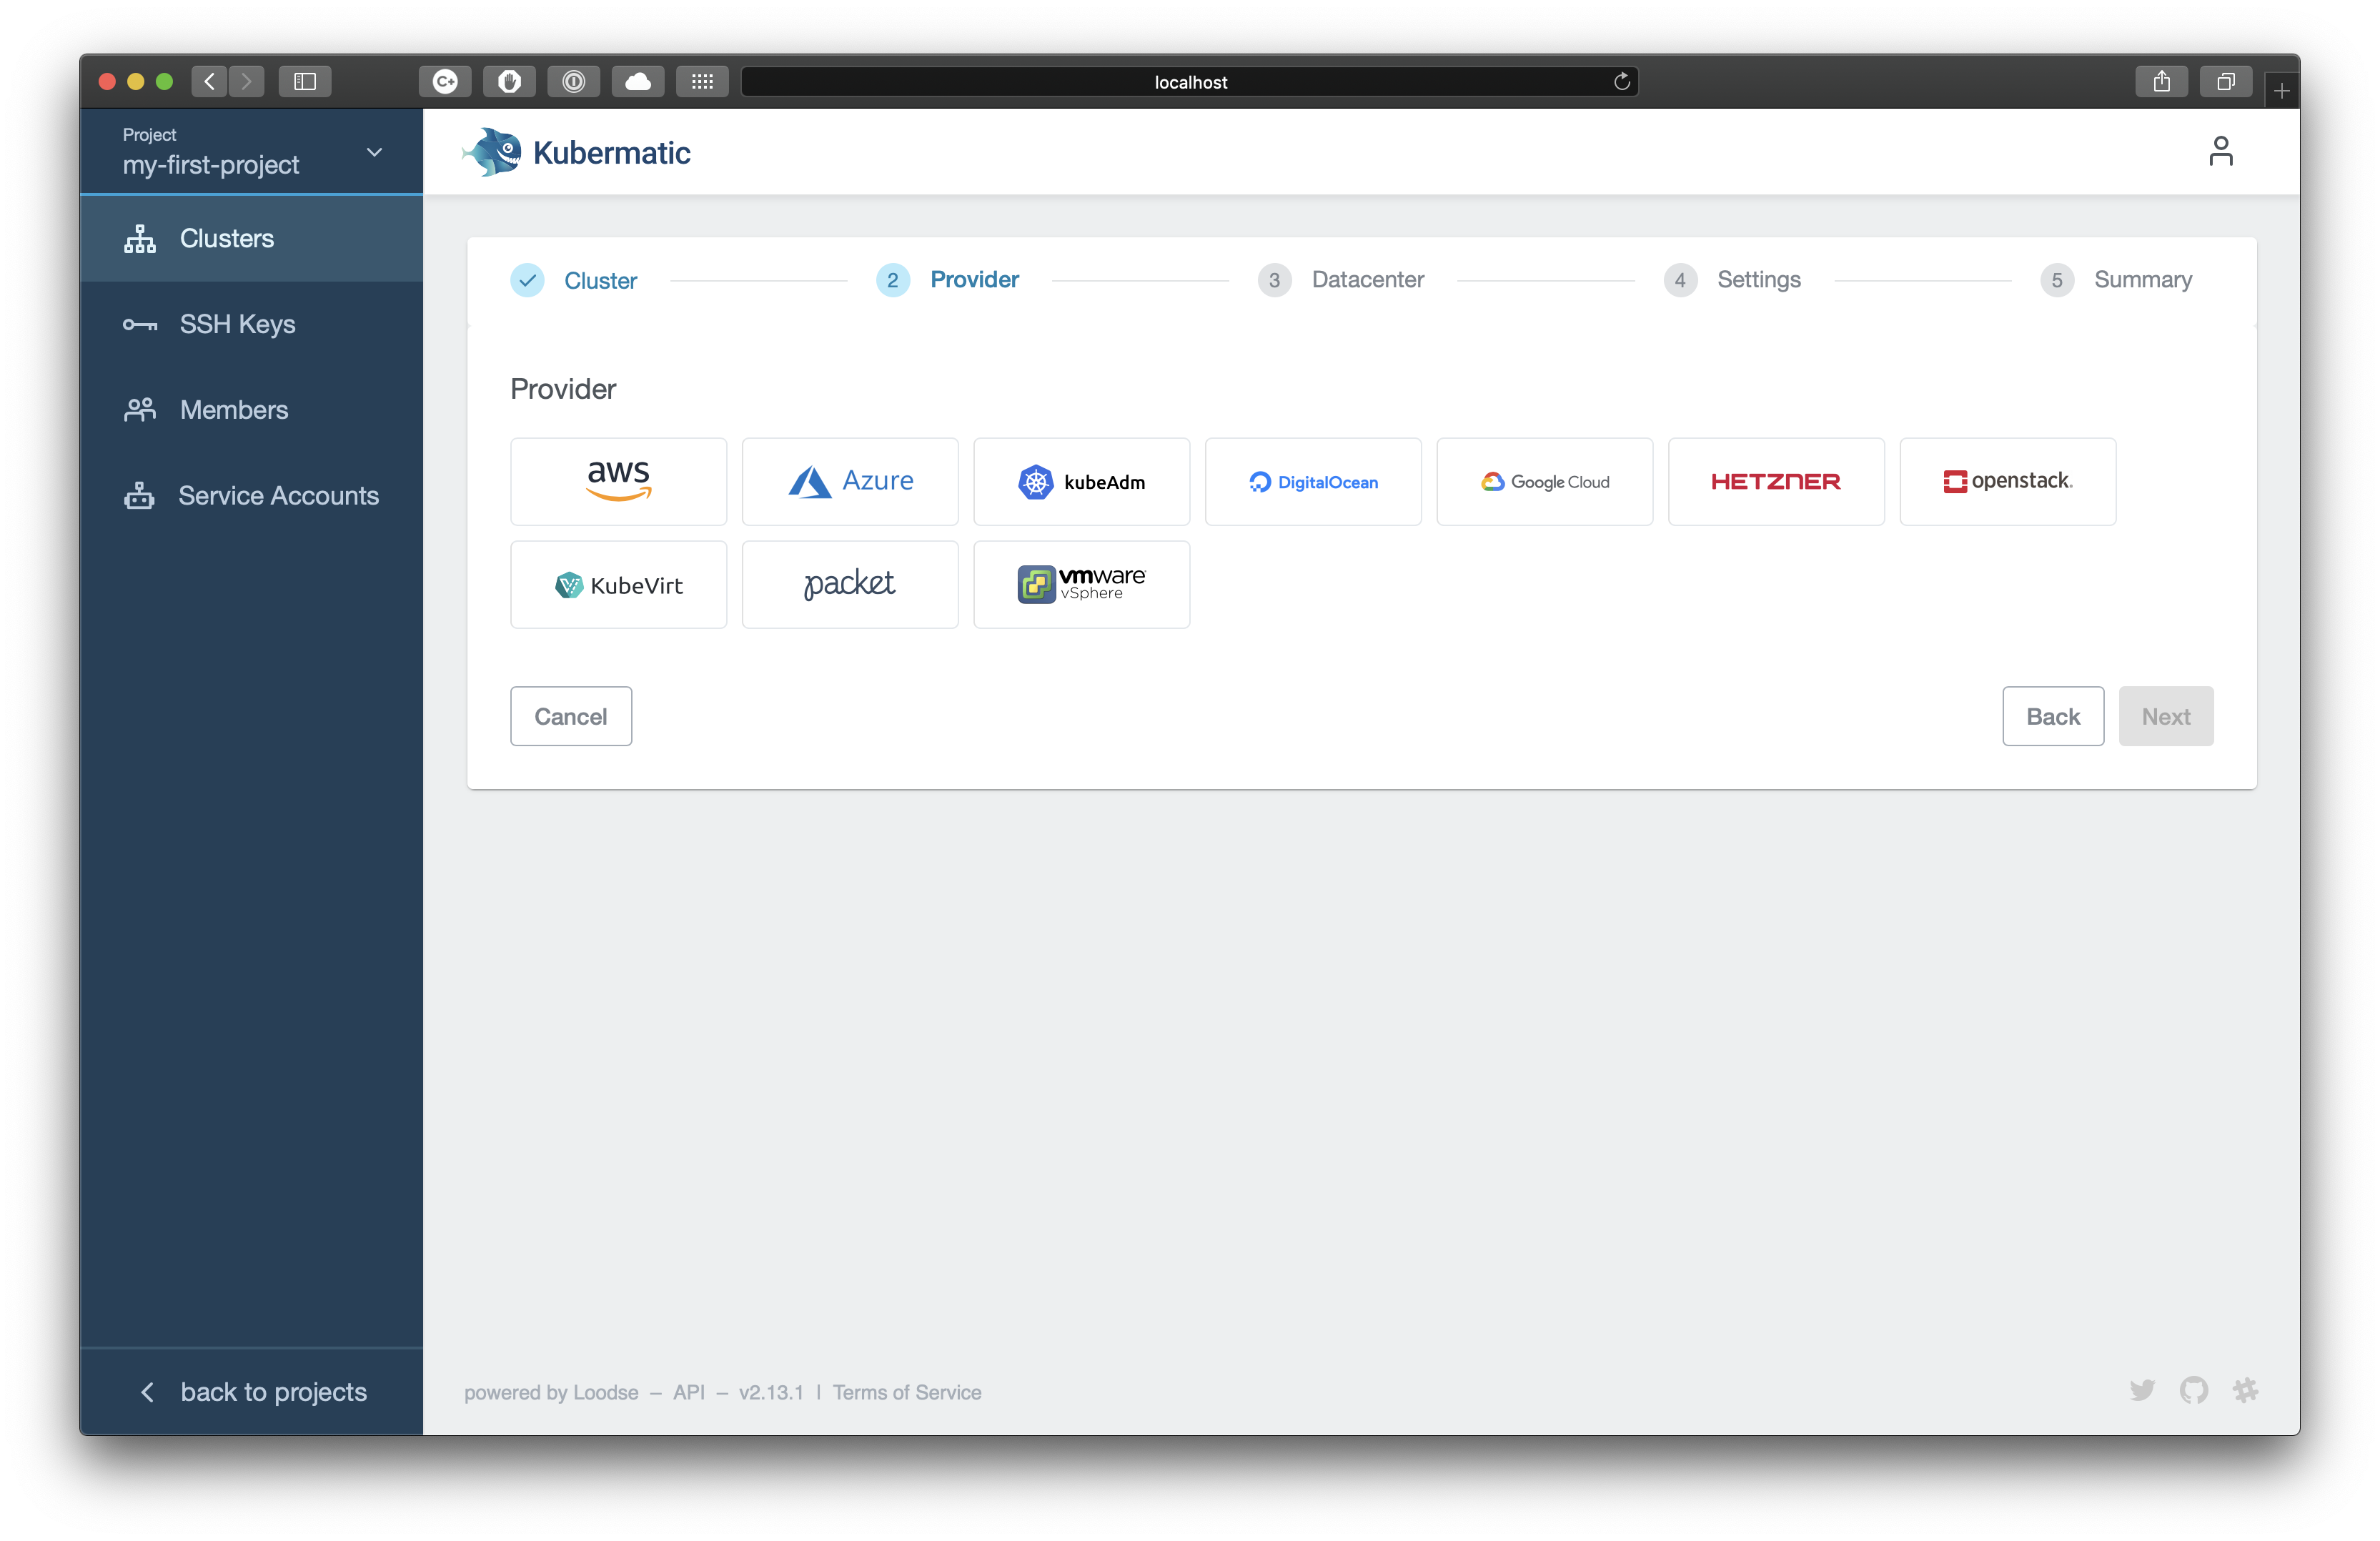 localhost
Project
my-first-project
Kubermatic
Clusters
SSH Keys
Members
Service Accounts
Cluster
2 Provider
3 Datacenter
4 Settings
5 Summary
Provider
aws
Azure
kubeAdm
DigitalOcean
Google Cloud
HETZNER
openstack.
KubeVirt
packet
vmware
vSphere
Cancel
Back
Next
back to projects
powered by Loodse – API – v2.13.1 | Terms of Service